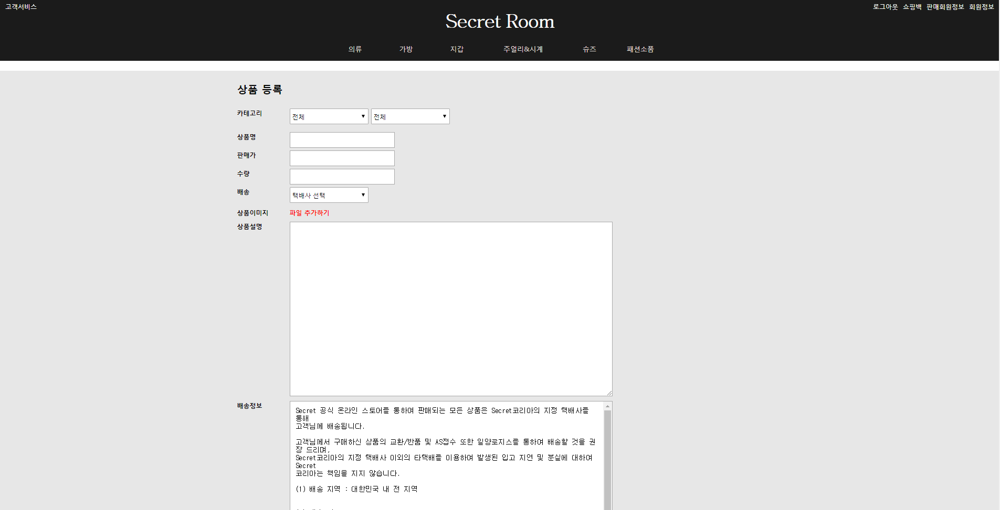 고객서비스
로그아웃 쇼핑백 판매회원정보 회원정보
Secret Room
의류 가방 지갑 주얼리&시계 슈즈 패션소품
상품 등록
카테고리 전체 전체
상품명
판매가
수량
배송 택배사 선택
상품이미지 파일 추가하기
상품설명
배송정보
Secret 공식 온라인 스토어를 통하여 판매되는 모든 상품은 Secret코리아의 지정 택배사를
통해
고객님께 배송됩니다.
고객님께서 구매하신 상품의 교환/반품 및 AS접수 또한 일양로지스를 통하여 배송할 것을 권
장 드리며,
Secret코리아의 지정 택배사 이외의 타택배를 이용하여 발생된 입고 지연 및 분실에 대하여
Secret
코리아는 책임을 지지 않습니다.
(1) 배송 지역 : 대한민국 내 전 지역